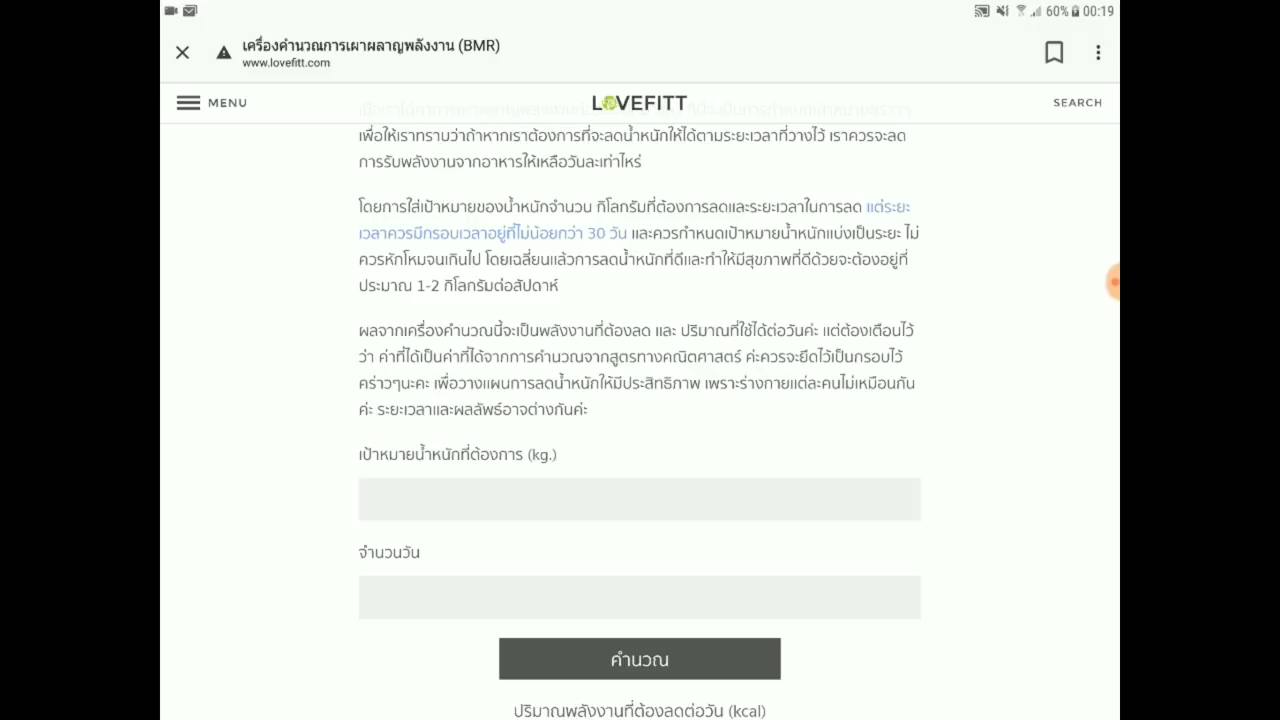 60% 00:19
เครื่องคำนวณการเผาผลาญพลังงาน (BMR)
www.lovefitt.com
MENU
LOVEFITT
SEARCH
เพื่อให้เราทราบว่าถ้าหากเราต้องการที่จะลดน้ำหนักให้ได้ตามระยะเวลาที่วางไว้ เราควรจะลด
การรับพลังงานจากอาหารให้เหลือวันละเท่าไหร่
โดยการใส่เป้าหมายของน้ำหนักจำนวน กิโลกรัมที่ต้องการลดและระยะเวลาในการลด แต่ระยะ
เวลาควรมีกรอบเวลาอยู่ที่ไม่น้อยกว่า 30 วัน และควรกำหนดเป้าหมายน้ำหนักแบ่งเป็นระยะ ไม่
ควรหักโหมจนเกินไป โดยเฉลี่ยนแล้วการลดน้ำหนักที่ดีและทำให้มีสุขภาพที่ดีด้วยจะต้องอยู่ที่
ประมาณ 1-2 กิโลกรัมต่อสัปดาห์
ผลจากเครื่องคำนวณนี้จะเป็นพลังงานที่ต้องลด และ ปริมาณที่ใช้ได้ต่อวันค่ะ แต่ต้องเตือนไว้
ว่า ค่าที่ได้เป็นค่าที่ได้จากการคำนวณจากสูตรทางคณิตศาสตร์ ค่ะควรจะยึดไว้เป็นกรอบไว้
คร่าวๆนะคะ เพื่อวางแผนการลดน้ำหนักให้มีประสิทธิภาพ เพราะร่างกายแต่ละคนไม่เหมือนกัน
ค่ะ ระยะเวลาและผลลัพธ์อาจต่างกันค่ะ
เป้าหมายน้ำหนักที่ต้องการ (kg.)
จำนวนวัน
คำนวณ
ปริมาณพลังงานที่ต้องลดต่อวัน (kcal)